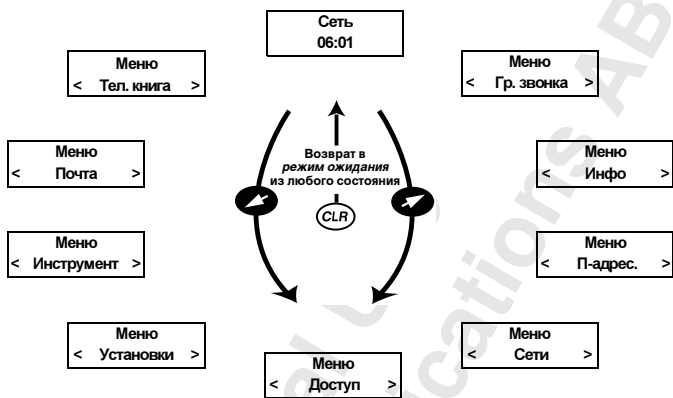 Сеть
06:01
Меню
< Тел. книга >
Меню
< Гр. звонка >
Возврат в
режим ожидания
из любого состояния
CLR
Меню
< Почта >
Меню
< Инфо >
Меню
< Инструмент >
Меню
< П-адрес. >
Меню
< Установки >
Меню
< Сети >
Меню
< Доступ >